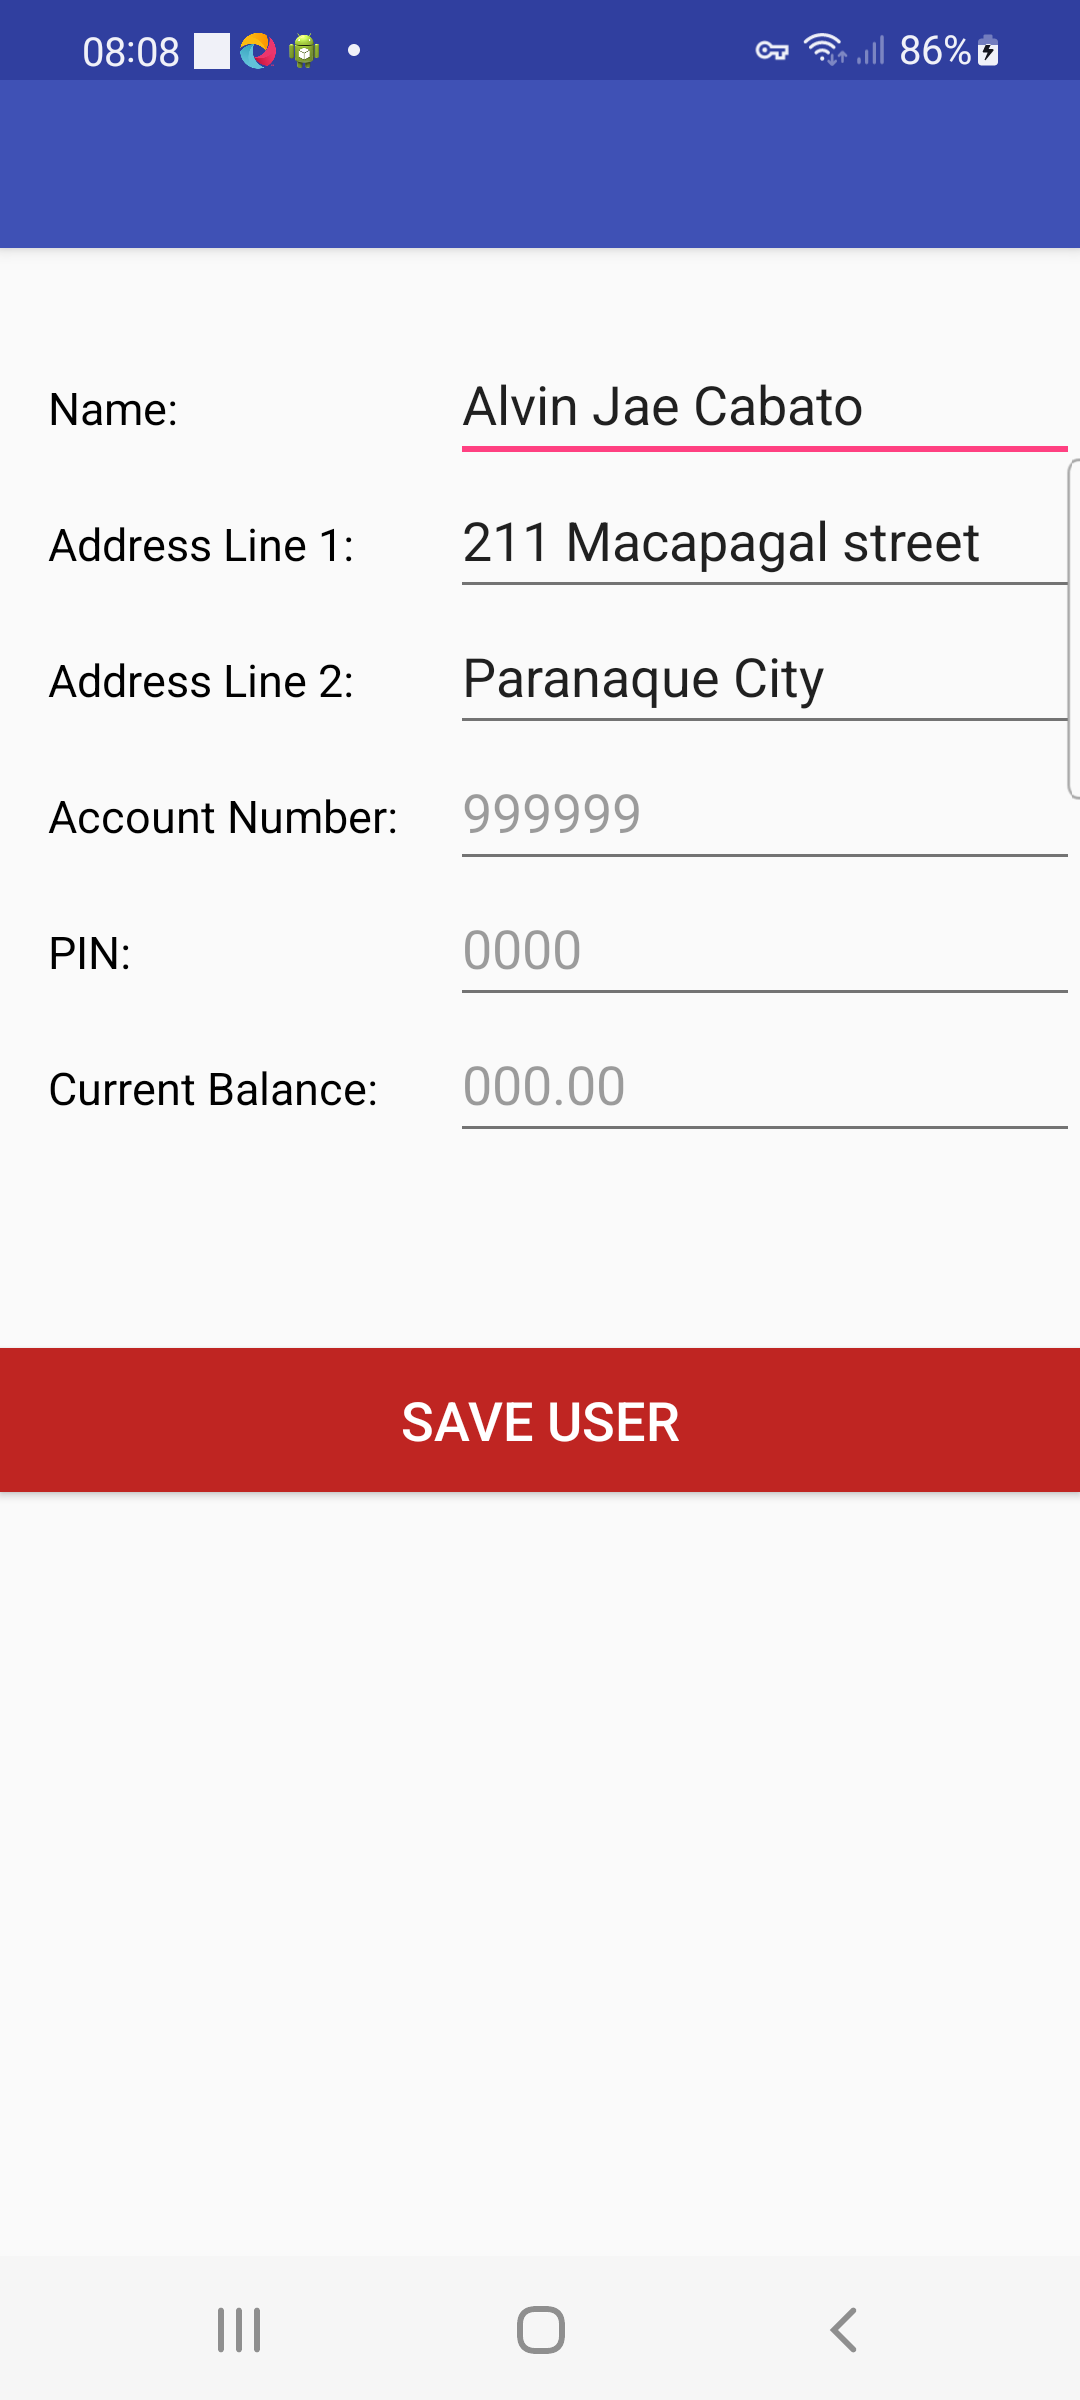 08:08 86%
Name: Alvin Jae Cabato
Address Line 1: 211 Macapagal street
Address Line 2: Paranaque City
Account Number: 999999
PIN: 0000
Current Balance: 000.00
SAVE USER